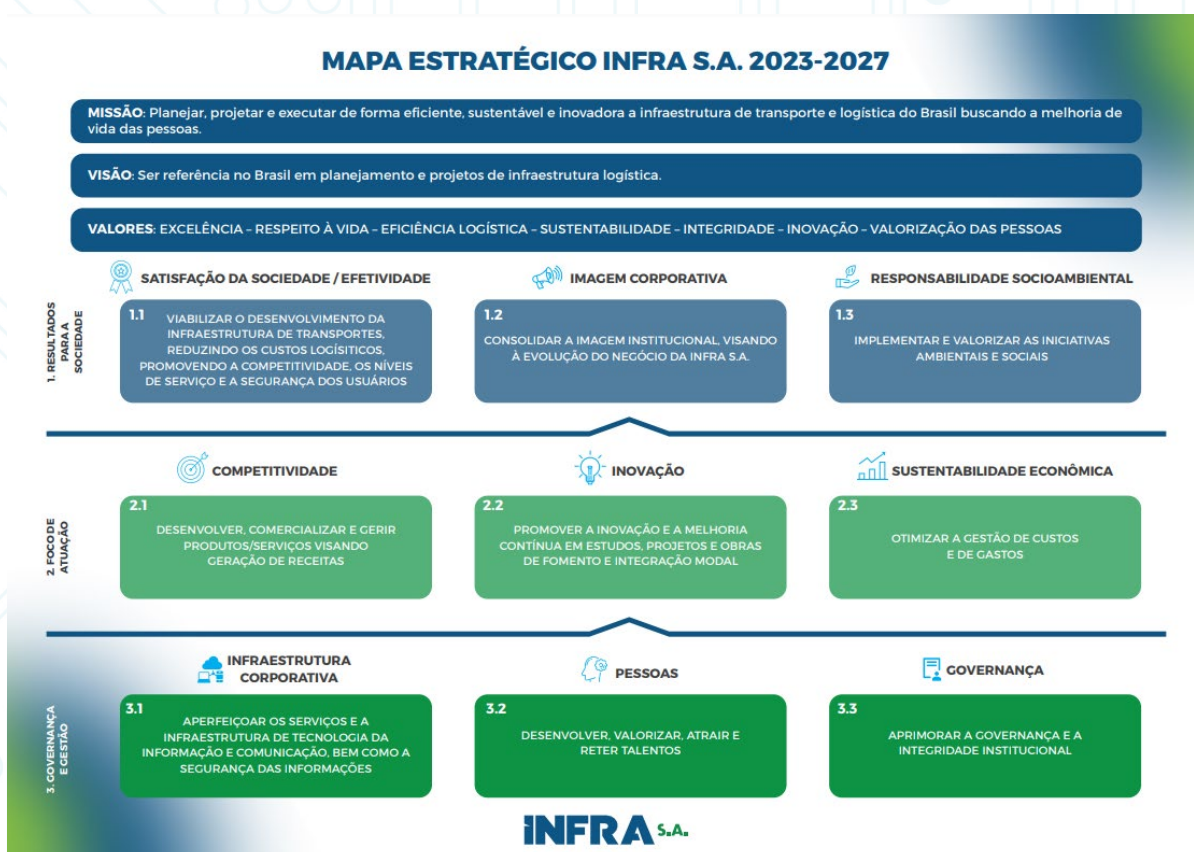 MAPA ESTRATÉGICO INFRA S.A. 2023-2027
MISSÃO: Planejar, projetar e executar de forma eficiente, sustentável e inovadora a infraestrutura de transporte e logística do Brasil buscando a melhoria de
vida das pessoas.
VISÃO: Ser referência no Brasil em planejamento e projetos de infraestrutura logística.
VALORES: EXCELÊNCIA – RESPEITO À VIDA – EFICIÊNCIA LOGÍSTICA – SUSTENTABILIDADE – INTEGRIDADE – INOVAÇÃO – VALORIZAÇÃO DAS PESSOAS
1. RESULTADOS
PARA A
SOCIEDADE
SATISFAÇÃO DA SOCIEDADE / EFETIVIDADE
1.1
VIABILIZAR O DESENVOLVIMENTO DA
INFRAESTRUTURA DE TRANSPORTES,
REDUZINDO OS CUSTOS LOGÍSITICOS,
PROMOVENDO A COMPETITIVIDADE, OS NÍVEIS
DE SERVIÇO E A SEGURANÇA DOS USUÁRIOS
IMAGEM CORPORATIVA
1.2
CONSOLIDAR A IMAGEM INSTITUCIONAL, VISANDO
À EVOLUÇÃO DO NEGÓCIO DA INFRA S.A.
RESPONSABILIDADE SOCIOAMBIENTAL
1.3
IMPLEMENTAR E VALORIZAR AS INICIATIVAS
AMBIENTAIS E SOCIAIS
2. FOCO DE
ATUAÇÃO
COMPETITIVIDADE
2.1
DESENVOLVER, COMERCIALIZAR E GERIR
PRODUTOS/SERVIÇOS VISANDO
GERAÇÃO DE RECEITAS
INOVAÇÃO
2.2
PROMOVER A INOVAÇÃO E A MELHORIA
CONTÍNUA EM ESTUDOS, PROJETOS E OBRAS
DE FOMENTO E INTEGRAÇÃO MODAL
SUSTENTABILIDADE ECONÔMICA
2.3
OTIMIZAR A GESTÃO DE CUSTOS
E DE GASTOS
3. GOVERNANÇA
E GESTÃO
INFRAESTRUTURA
CORPORATIVA
3.1
APERFEIÇOAR OS SERVIÇOS E A
INFRAESTRUTURA DE TECNOLOGIA DA
INFORMAÇÃO E COMUNICAÇÃO, BEM COMO A
SEGURANÇA DAS INFORMAÇÕES
PESSOAS
3.2
DESENVOLVER, VALORIZAR, ATRAIR E
RETER TALENTOS
GOVERNANÇA
3.3
APRIMORAR A GOVERNANÇA E A
INTEGRIDADE INSTITUCIONAL
INFRA S.A.